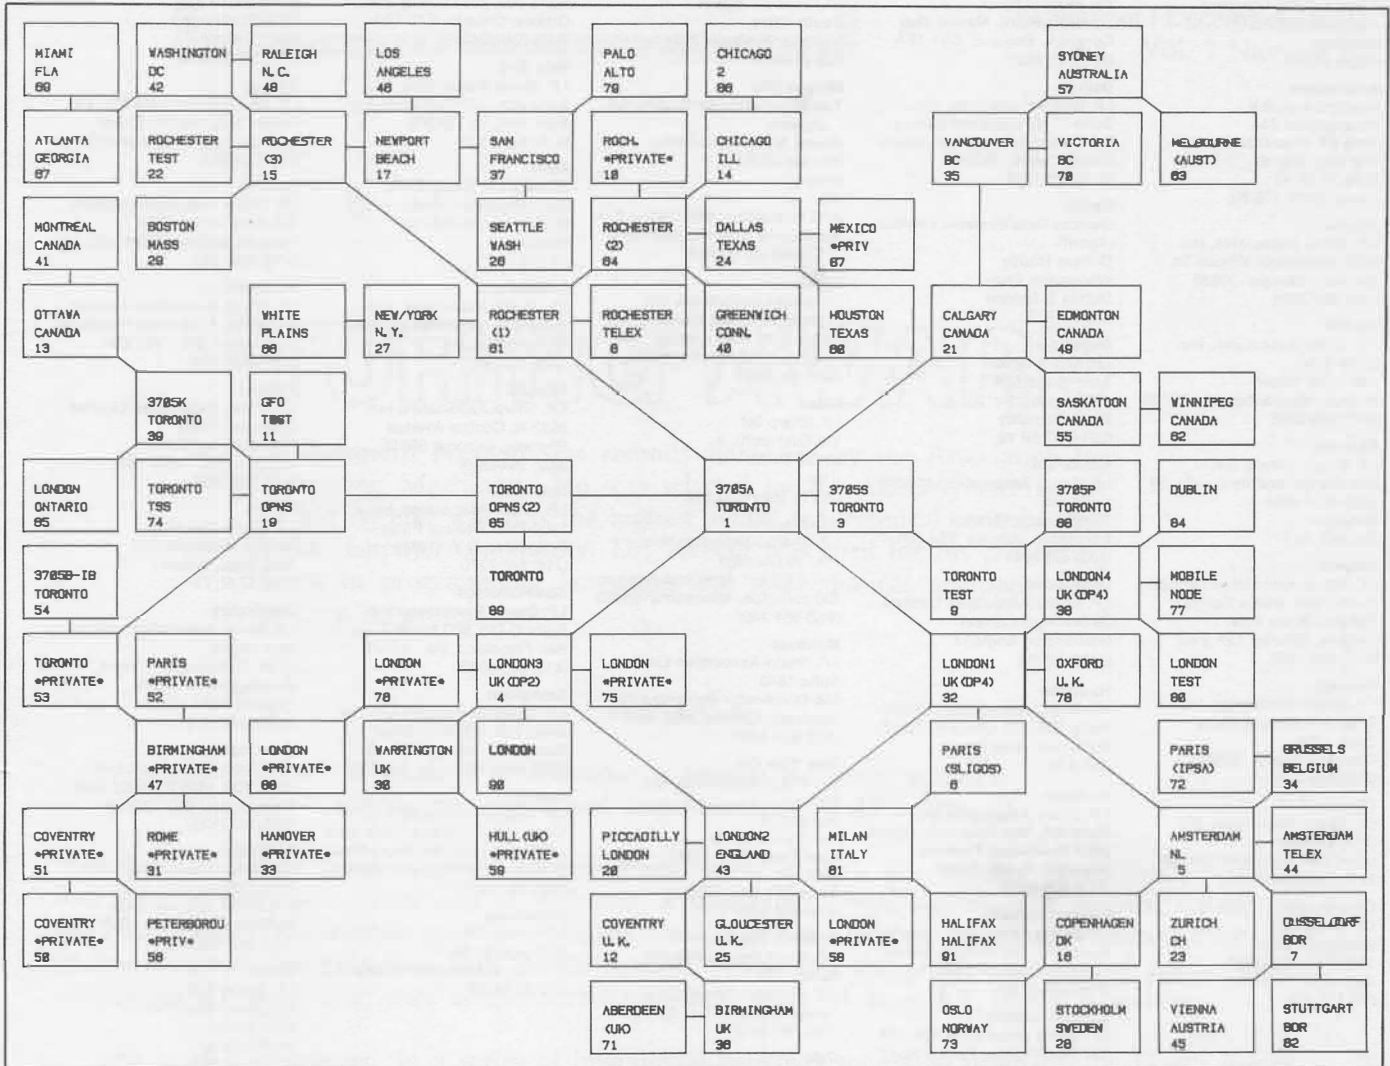 MIAMI
FLA
69
WASHINGTON
DC
42
RALEIGH
N.C.
48
LOS
ANGELES
46
PALO
ALTO
79
CHICAGO
2
86
SYDNEY
AUSTRALIA
57
ATLANTA
GEORGIA
67
ROCHESTER
TEST
22
ROCHESTER
(3)
15
NEWPORT
BEACH
17
SAN
FRANCISCO
37
ROCH.
*PRIVATE*
10
CHICAGO
ILL
14
VANCOUVER
BC
35
VICTORIA
BC
70
MELBOURNE
(AUST)
63
MONTREAL
CANADA
41
BOSTON
MASS
29
SEATTLE
WASH
26
ROCHESTER
(2)
64
DALLAS
TEXAS
24
MEXICO
*PRIV
87
OTTAWA
CANADA
13
WHITE
PLAINS
66
NEW/YORK
N.Y.
27
ROCHESTER
(1)
61
ROCHESTER
TELEX
6
GREENWICH
CONN.
40
HOUSTON
TEXAS
80
CALGARY
CANADA
21
EDMONTON
CANADA
49
3705K
TORONTO
39
GFO
TEST
11
SASKATOON
CANADA
55
WINNIPEG
CANADA
62
LONDON
ONTARIO
65
TORONTO
TSS
74
TORONTO
OPNS
19
TORONTO
OPNS(2)
85
3705A
TORONTO
1
3705S
TORONTO
3
3705P
TORONTO
68
DUBLIN
84
3705B-IB
TORONTO
54
TORONTO
89
TORONTO
TEST
9
LONDON4
UK(DP4)
38
MOBILE
NODE
77
TORONTO
*PRIVATE*
53
PARIS
*PRIVATE*
52
LONDON
*PRIVATE*
76
LONDON3
UK(DP2)
4
LONDON
*PRIVATE*
75
LONDON1
UK(DP4)
32
OXFORD
U.K.
78
LONDON
TEST
60
BIRMINGHAM
*PRIVATE*
47
LONDON
*PRIVATE*
88
WARRINGTON
UK
30
LONDON
90
PARIS
(SLIGOS)
8
PARIS
(IPSA)
72
BRUSSELS
BELGIUM
34
COVENTRY
*PRIVATE*
51
ROME
*PRIVATE*
31
HANOVER
*PRIVATE*
33
HULL(UK)
*PRIVATE*
59
PICCADILLY
LONDON
20
LONDON2
ENGLAND
43
MILAN
ITALY
81
AMSTERDAM
NL
5
AMSTERDAM
TELEX
44
COVENTRY
*PRIVATE*
50
PETERBOROU
*PRIV*
56
COVENTRY
U.K.
12
GLOUCESTER
U.K.
25
LONDON
*PRIVATE*
58
HALIFAX
HALIFAX
91
COPENHAGEN
DK
16
ZURICH
CH
23
DUSSELDORF
BDR
7
ABERDEEN
(UK)
71
BIRMINGHAM
UK
36
OSLO
NORWAY
73
STOCKHOLM
SWEDEN
28
VIENNA
AUSTRIA
45
STUTTGART
BDR
82